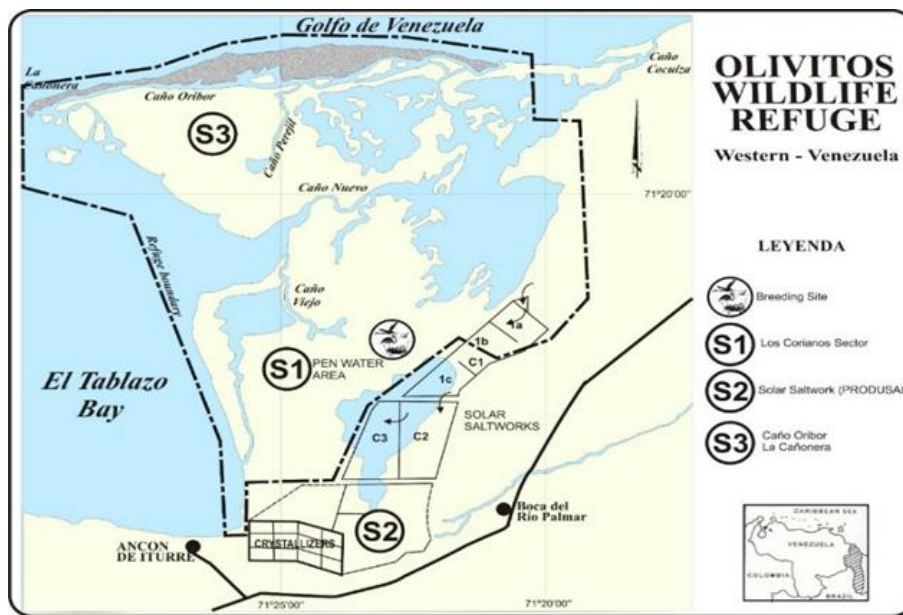 Golfo de Venezuela
La
Cañonera
Caño
Cocuiza
Caño Oribor
S3
Caño Perejil
71°20'00"
Caño Nuevo
Refuge boundary
Caño
Viejo
1a
1b
C1
S1
PEN WATER
AREA
1c
El Tablazo
Bay
SOLAR
SALTWORKS
C3
C2
Boca del
Río Palmar
S2
CRYSTALLIZERS
ANCON
DE ITURRE
71°25'00"
71°20'00"
OLIVITOS
WILDLIFE
REFUGE
Western - Venezuela
LEYENDA
Breeding Site
S1
Los Corianos Sector
S2
Solar Saltwork (PRODUSAL
S3
Caño Oribor
La Cañonera
CARIBBEAN SEA
VENEZUELA
COLOMBIA
BRAZIL